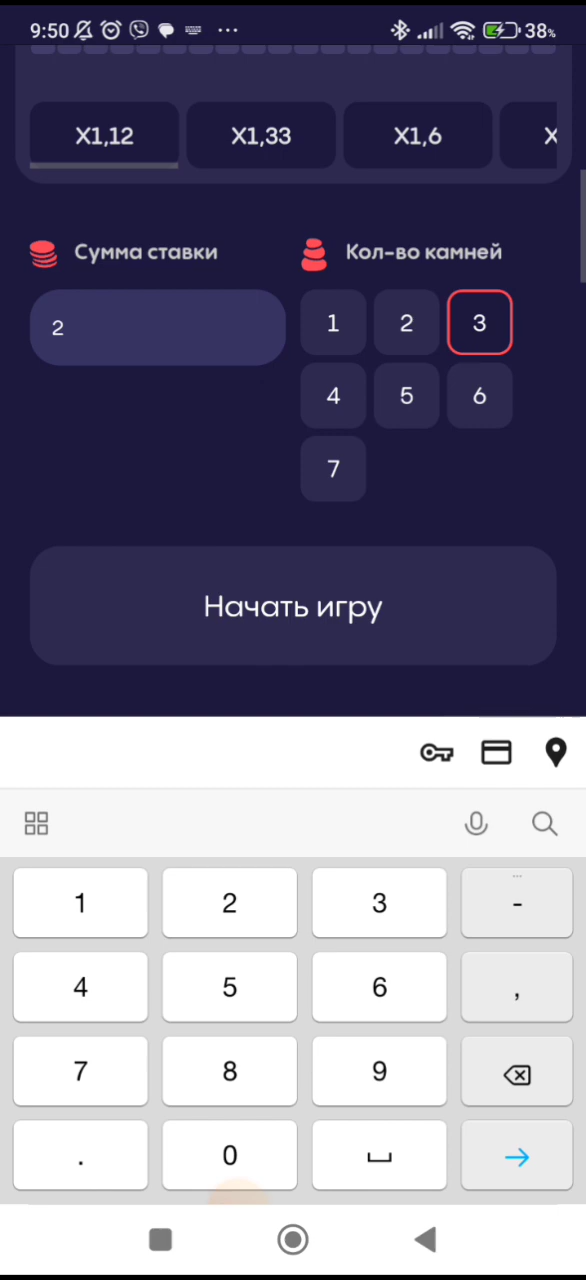 9:50 38%
X1,12 X1,33 X1,6 X
Сумма ставки Кол-во камней
2 1 2 3
4 5 6
7
Начать игру
1 2 3 -
4 5 6 ,
7 8 9
. 0